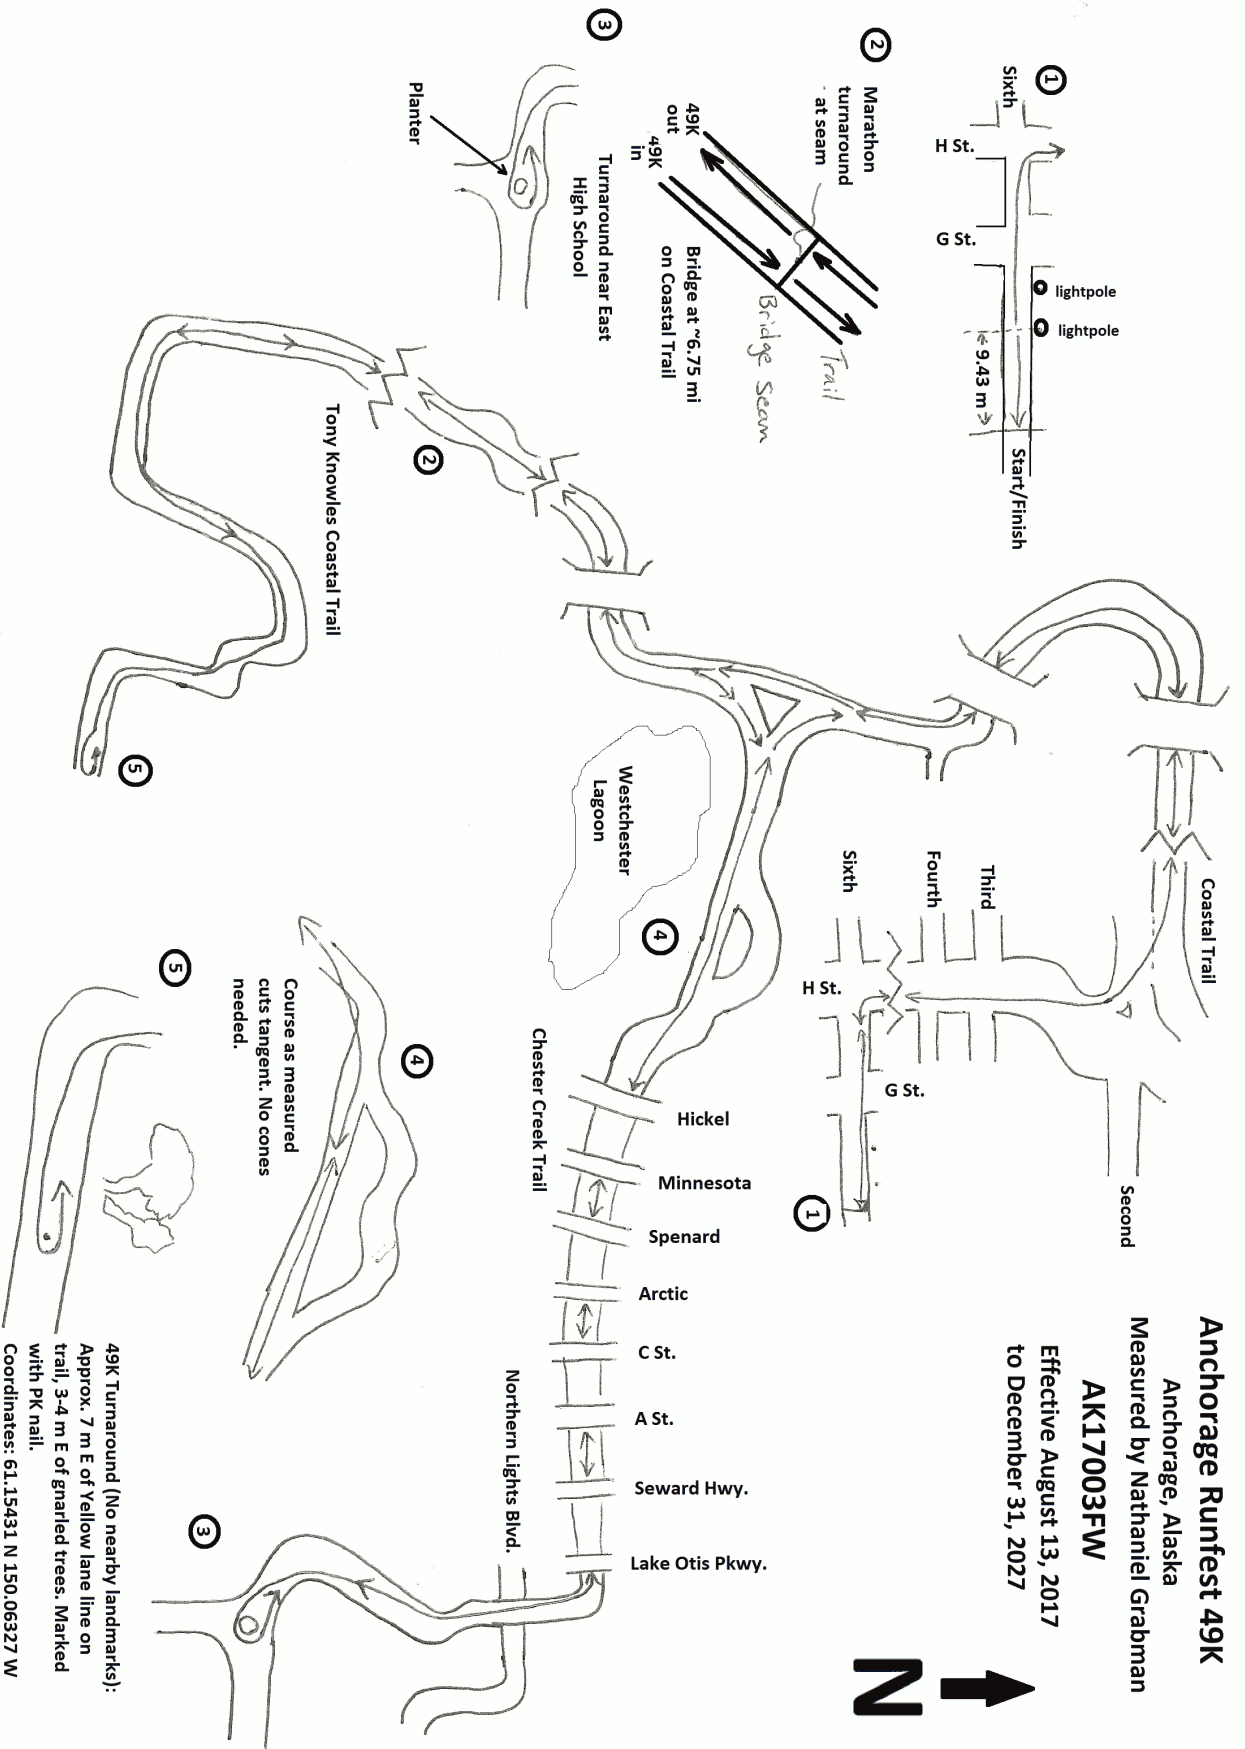 Anchorage Runfest 49K
Anchorage, Alaska
Measured by Nathaniel Grabman
AK17003FW
Effective August 13, 2017
to December 31, 2027
N
1
Sixth
H St.
G St.
lightpole
lightpole
9.43 m
Start/Finish
2
Marathon
turnaround
at seam
49K
out
49K
in
Trail
Bridge Seam
Bridge at ~6.75 mi
on Coastal Trail
3
Turnaround near East
High School
Planter
Tony Knowles Coastal Trail
2
5
Westchester
Lagoon
4
Coastal Trail
Third
Fourth
Sixth
H St.
G St.
Second
1
Chester Creek Trail
Hickel
Minnesota
Spenard
Arctic
C St.
A St.
Seward Hwy.
Lake Otis Pkwy.
Northern Lights Blvd.
3
4
Course as measured
cuts tangent. No cones
needed.
5
49K Turnaround (No nearby landmarks):
Approx. 7 m E of Yellow lane line on
trail, 3-4 m E of gnarled trees. Marked
with PK nail.
Coordinates: 61.15431 N 150.06327 W